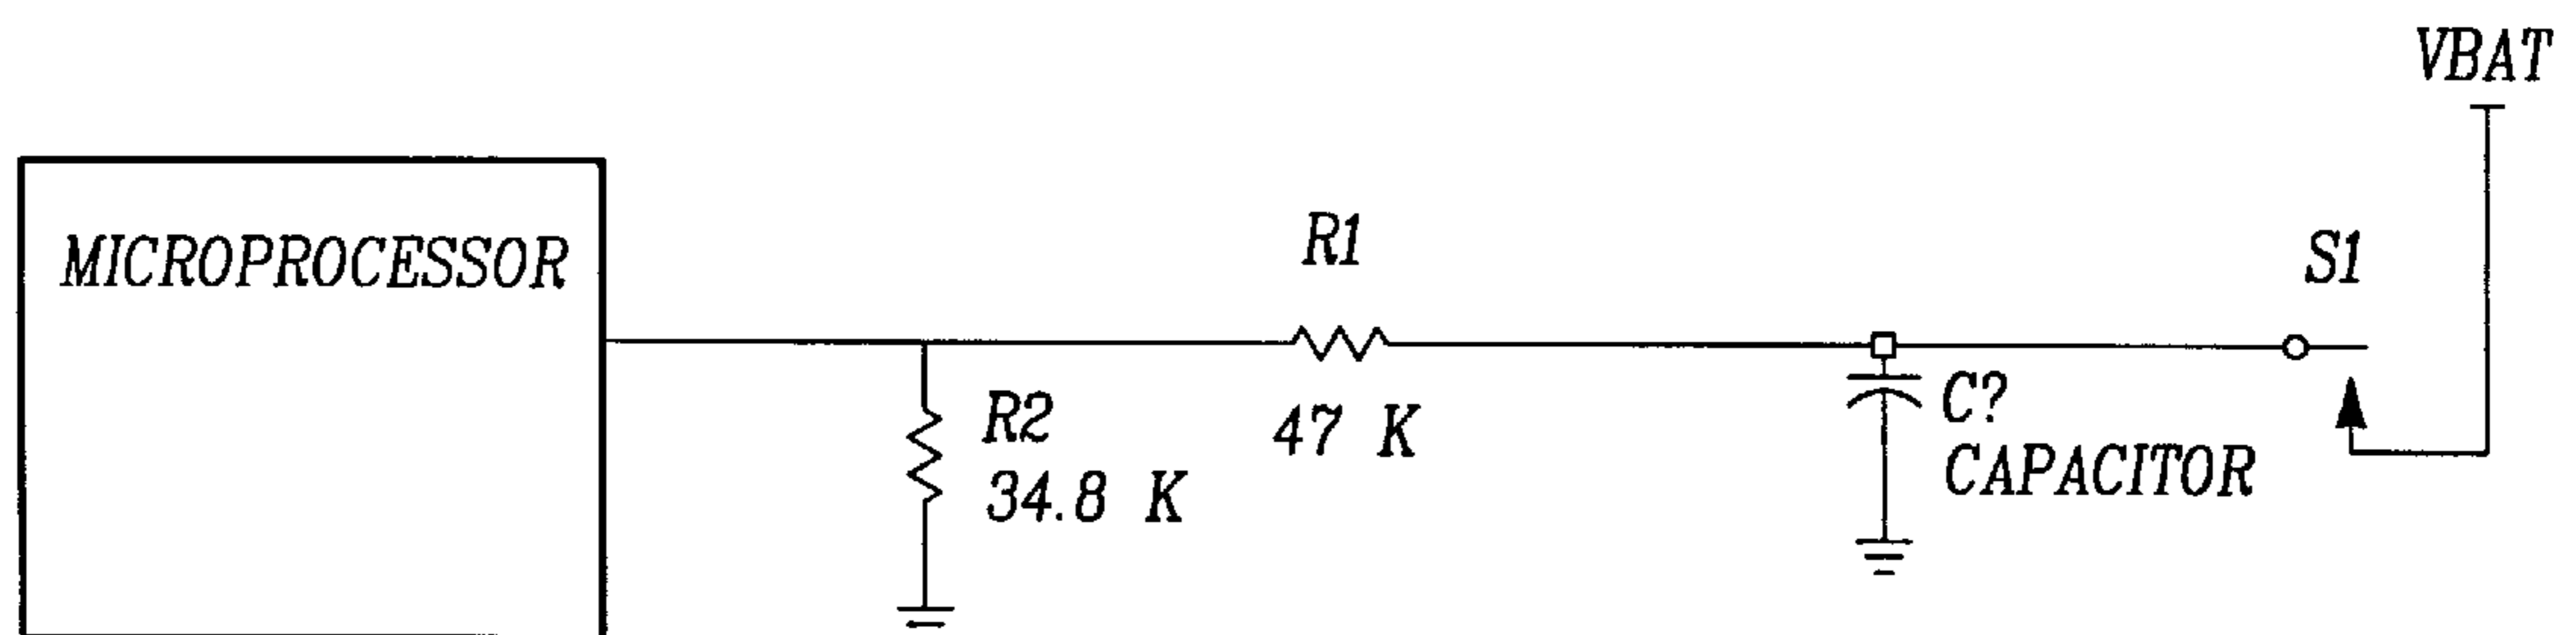 VBAT
MICROPROCESSOR
R1
S1
R2
34.8 K
47 K
C?
CAPACITOR